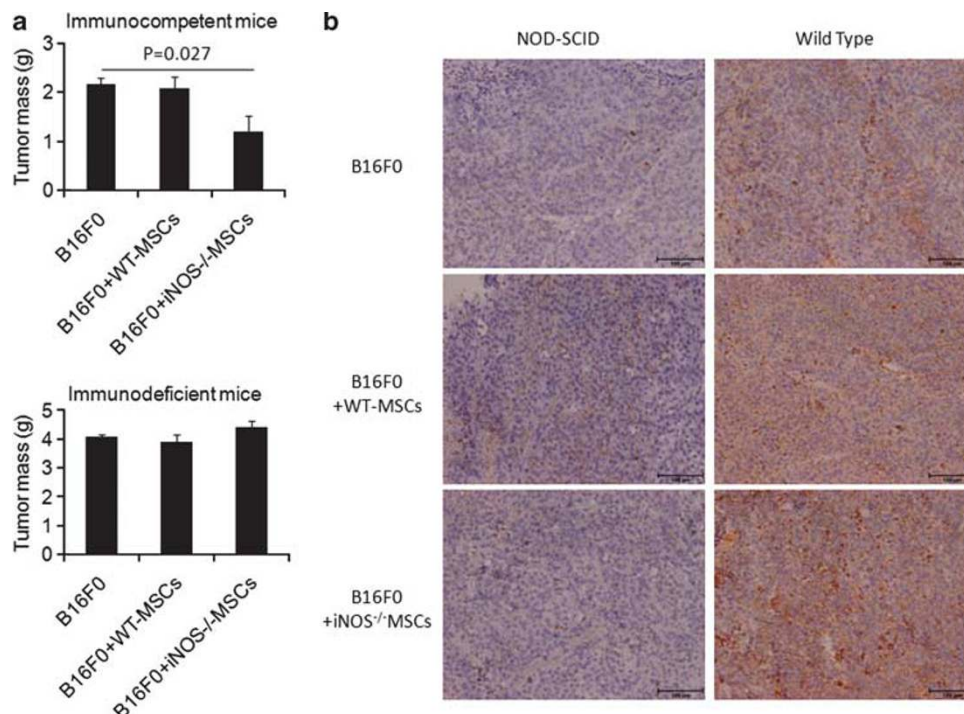 a
Immunocompetent mice
P=0.027
3
2
1
0
Tumor mass (g)
B16F0
B16F0+WT-MSCs
B16F0+iNOS-/-MSCs
Immunodeficient mice
5
4
3
2
1
0
Tumor mass (g)
B16F0
B16F0+WT-MSCs
B16F0+iNOS-/-MSCs
b
NOD-SCID
Wild Type
B16F0
B16F0
+WT-MSCs
B16F0
+iNOS-/-MSCs